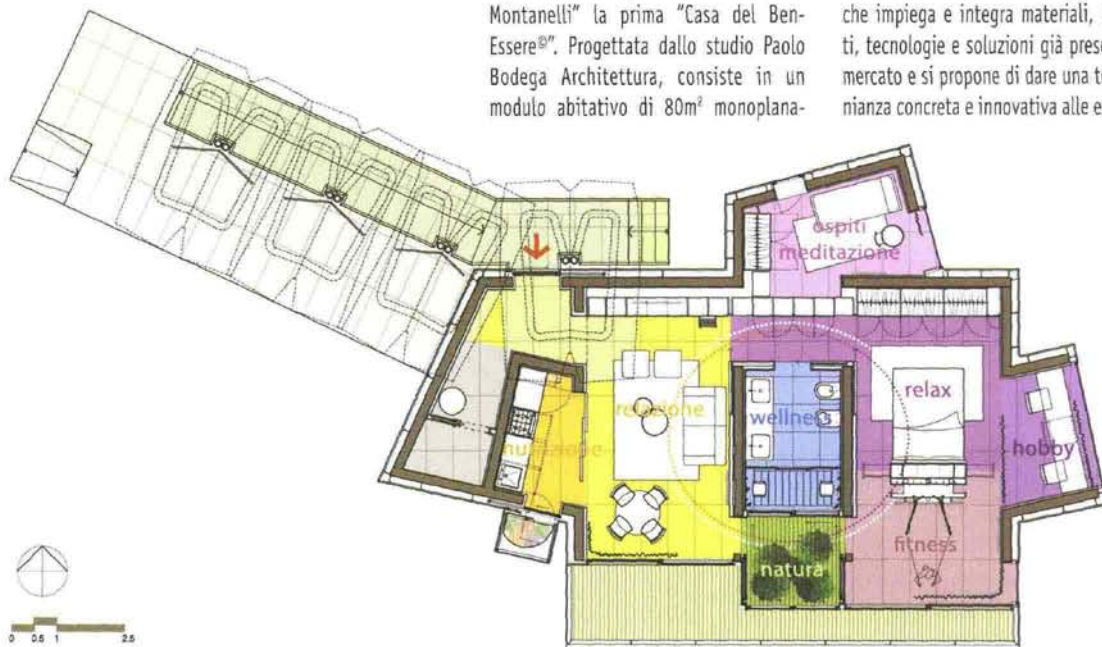 Montanelli” la prima “Casa del Ben-
Essere©”. Progettata dallo studio Paolo
Bodega Architettura, consiste in un
modulo abitativo di 80m² monoplana-
che impiega e integra materiali,
ti, tecnologie e soluzioni già pres
mercato e si propone di dare una t
nianza concreta e innovativa alle e
ospiti
meditazione
relax
relazione
wellness
nutrizione
hobby
fitness
natura
0 0.5 1 2.5